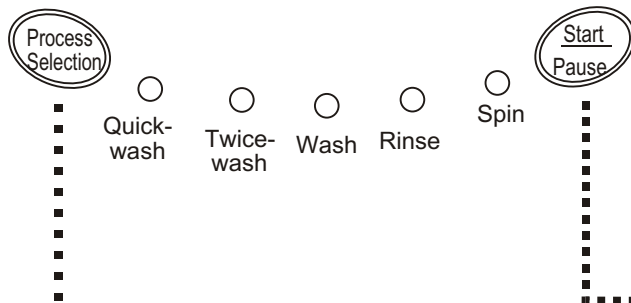 Process
Selection
Start
Pause
Quick-
wash
Twice-
wash
Wash
Rinse
Spin